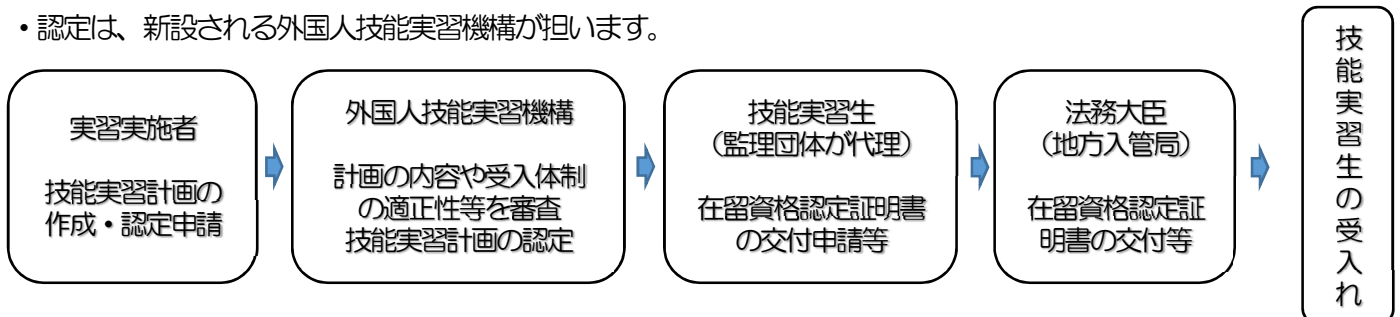 ・認定は、新設される外国人技能実習機構が担います。
実習実施者
技能実習計画の
作成・認定申請
外国人技能実習機構
計画の内容や受入体制
の適正性等を審査
技能実習計画の認定
技能実習生
（監理団体が代理）
在留資格認定証明書
の交付申請等
法務大臣
（地方入管局）
在留資格認定証
明書の交付等
技能実習生の受入れ